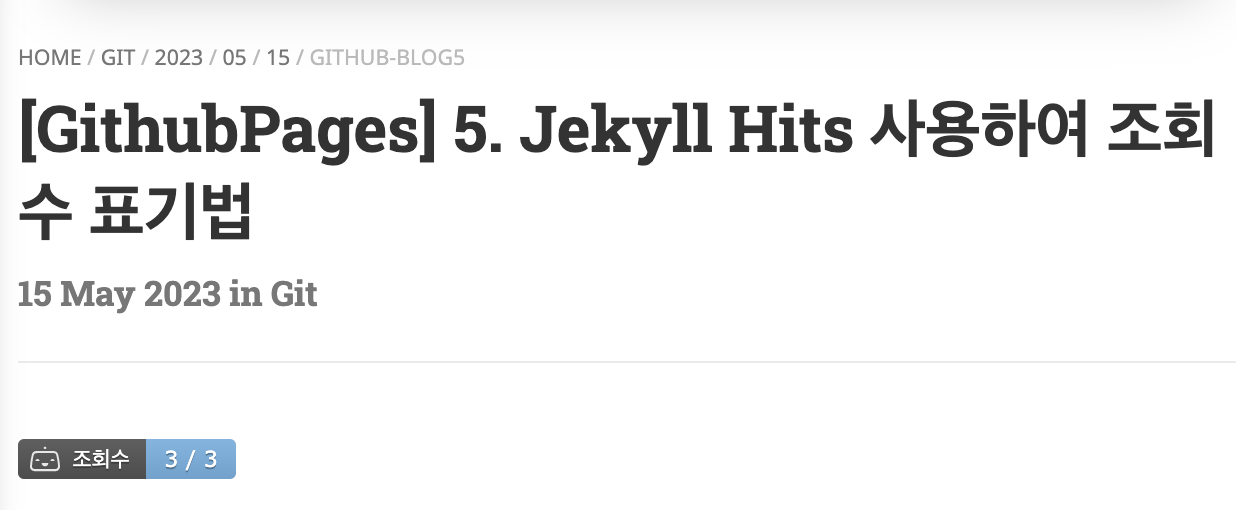 HOME / GIT / 2023 / 05 / 15 / GITHUB-BLOG5
[GithubPages] 5. Jekyll Hits 사용하여 조회
수 표기법
15 May 2023 in Git
조회수 3 / 3